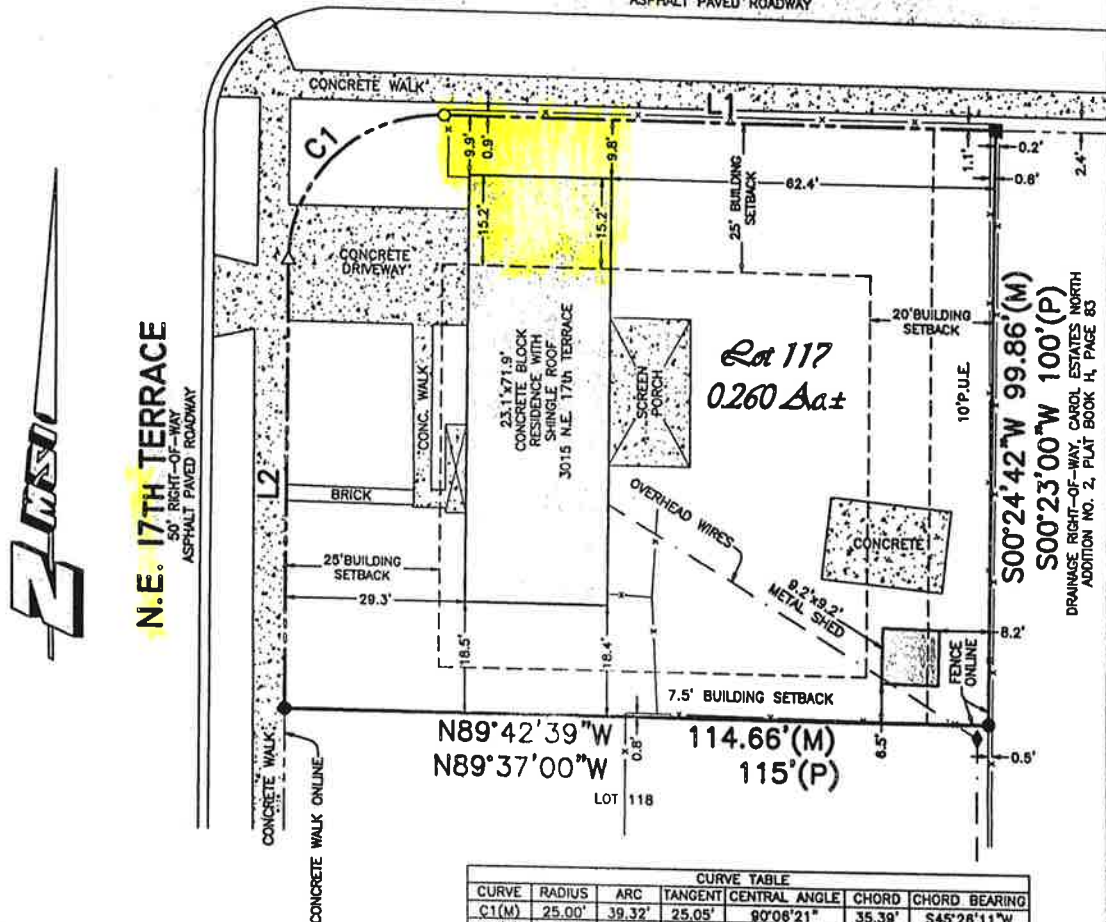 ASPHALT PAVED ROADWAY
CONCRETE WALK
L1
C1
9.9'
0.9'
9.8'
1.1'
0.2'
0.6'
2.4'
62.4'
25' BUILDING
SETBACK
15.2'
15.2'
CONCRETE
DRIVEWAY
N
MSSI
N.E. 17TH TERRACE
50' RIGHT-OF-WAY
ASPHALT PAVED ROADWAY
L2
CONC. WALK
BRICK
23.1'x71.9'
CONCRETE BLOCK
RESIDENCE WITH
SHINGLE ROOF
3015 N.E. 17th TERRACE
SCREEN
PORCH
Lot 117
0.260 Ac±
20' BUILDING
SETBACK
10' P.U.E.
S00°24'42"W 99.86'(M)
S00°23'00"W 100'(P)
DRAINAGE RIGHT-OF-WAY, CAROL ESTATES NORTH
ADDITION NO. 2, PLAT BOOK H, PAGE 83
OVERHEAD WIRES
CONCRETE
25' BUILDING
SETBACK
29.3'
9.2'x9.2'
METAL SHED
8.2'
FENCE
ONLINE
18.5'
18.4'
7.5' BUILDING SETBACK
N89°42'39"W 114.66'(M)
N89°37'00"W 115'(P)
0.8'
6.5'
0.5'
LOT 118
CONCRETE WALK
CONCRETE WALK ONLINE
CURVE TABLE
CURVE RADIUS ARC TANGENT CENTRAL ANGLE CHORD CHORD BEARING
C1(M) 25.00' 39.32' 25.05' 90°06'21" 35.39' S45°26'11"W